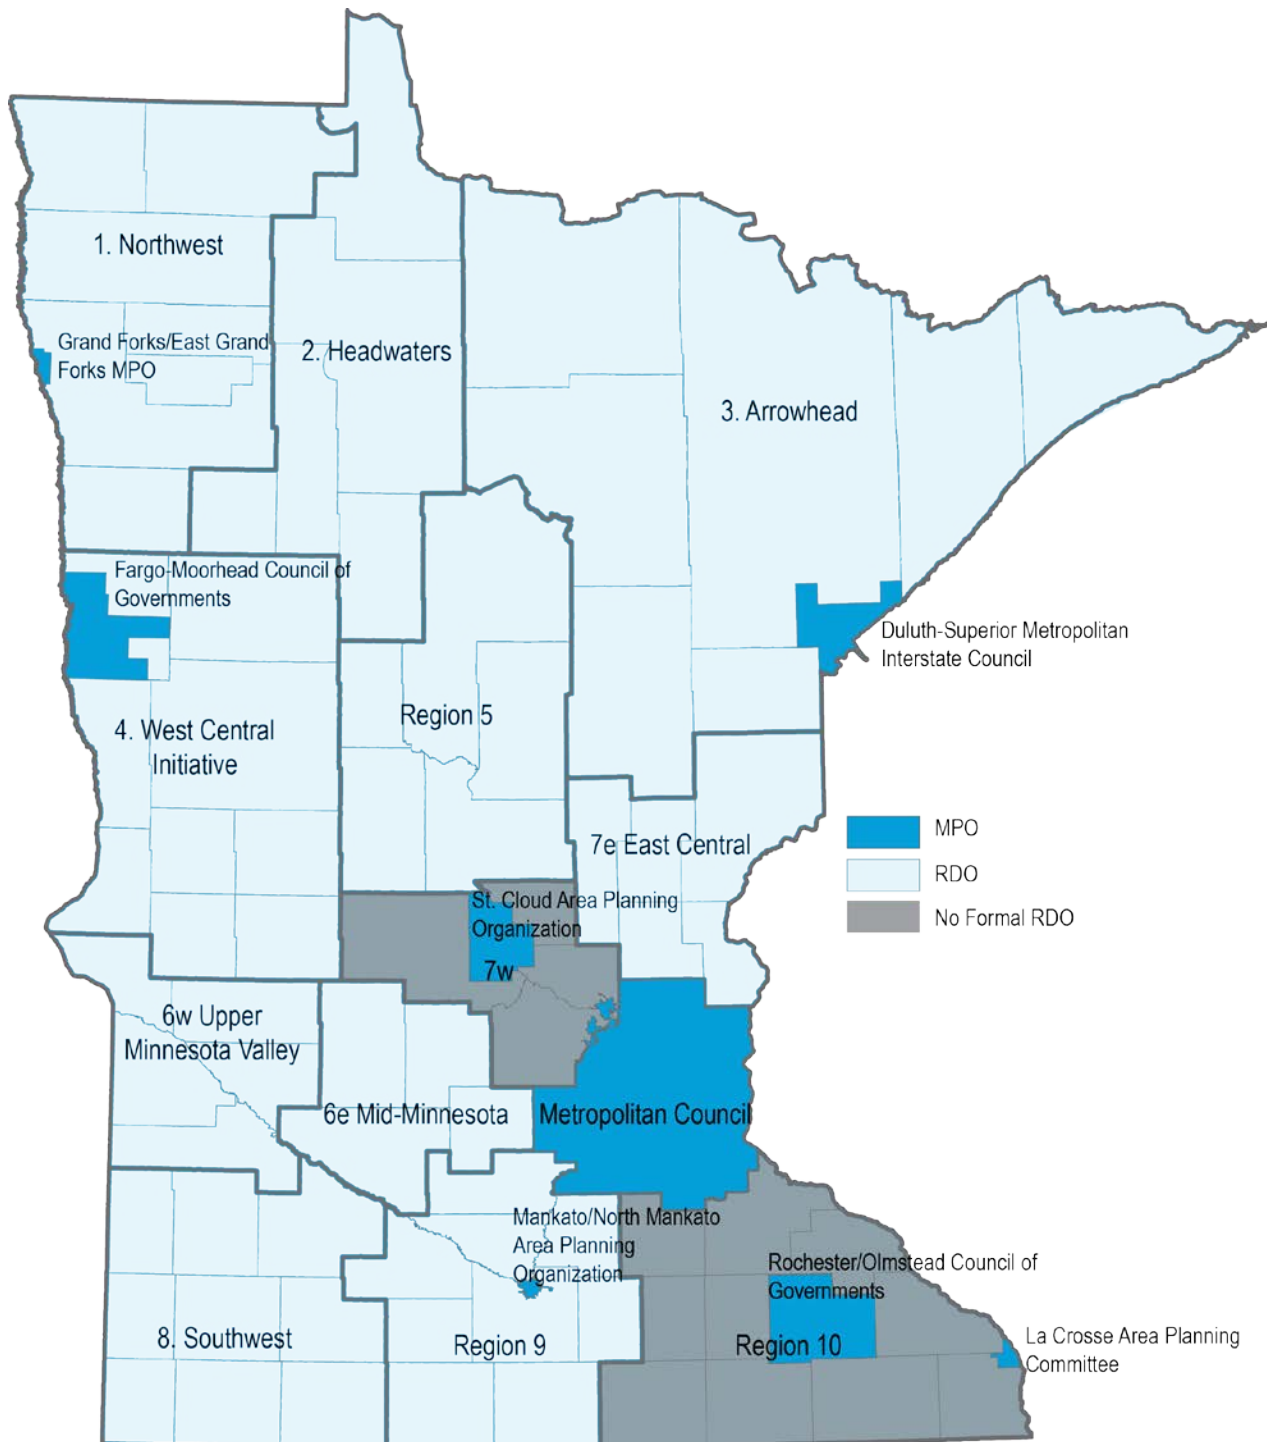 1. Northwest
Grand Forks/East Grand
Forks MPO
2. Headwaters
3. Arrowhead
Fargo-Moorhead Council of
Governments
Duluth-Superior Metropolitan
Interstate Council
Region 5
4. West Central
Initiative
MPO
RDO
No Formal RDO
7e East Central
St. Cloud Area Planning
Organization
7w
6w Upper
Minnesota Valley
6e Mid-Minnesota
Metropolitan Council
Mankato/North Mankato
Area Planning
Organization
Rochester/Olmstead Council of
Governments
8. Southwest
Region 9
Region 10
La Crosse Area Planning
Committee